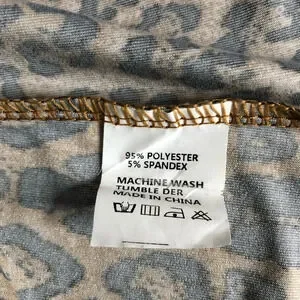 95% POLYESTER
5% SPANDEX
MACHINE WASH
TUMBLE DER
MADE IN CHINA